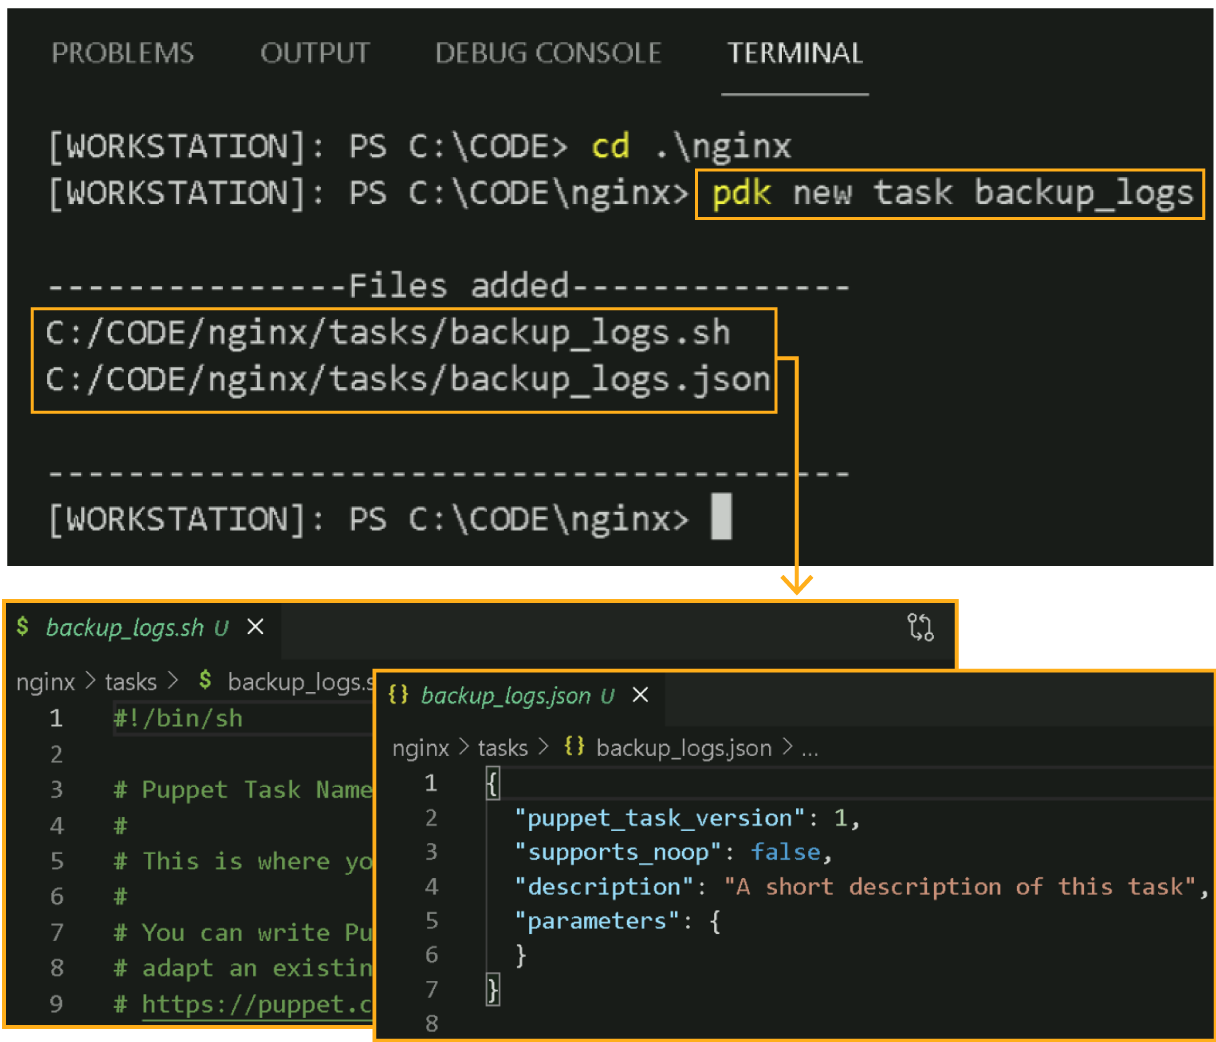 PROBLEMS OUTPUT DEBUG CONSOLE TERMINAL
[WORKSTATION]: PS C:\CODE> cd .\nginx
[WORKSTATION]: PS C:\CODE\nginx> pdk new task backup_logs
---------------Files added--------------
C:/CODE/nginx/tasks/backup_logs.sh
C:/CODE/nginx/tasks/backup_logs.json
----------------------------------------
[WORKSTATION]: PS C:\CODE\nginx>
$ backup_logs.sh U ×
nginx > tasks > $ backup_logs.s
1 #!/bin/sh
2
3 # Puppet Task Name
4 #
5 # This is where yo
6 #
7 # You can write Pu
8 # adapt an existin
9 # https://puppet.c
{} backup_logs.json U ×
nginx > tasks > {} backup_logs.json > ...
1 {
2 "puppet_task_version": 1,
3 "supports_noop": false,
4 "description": "A short description of this task",
5 "parameters": {
6 }
7 }
8